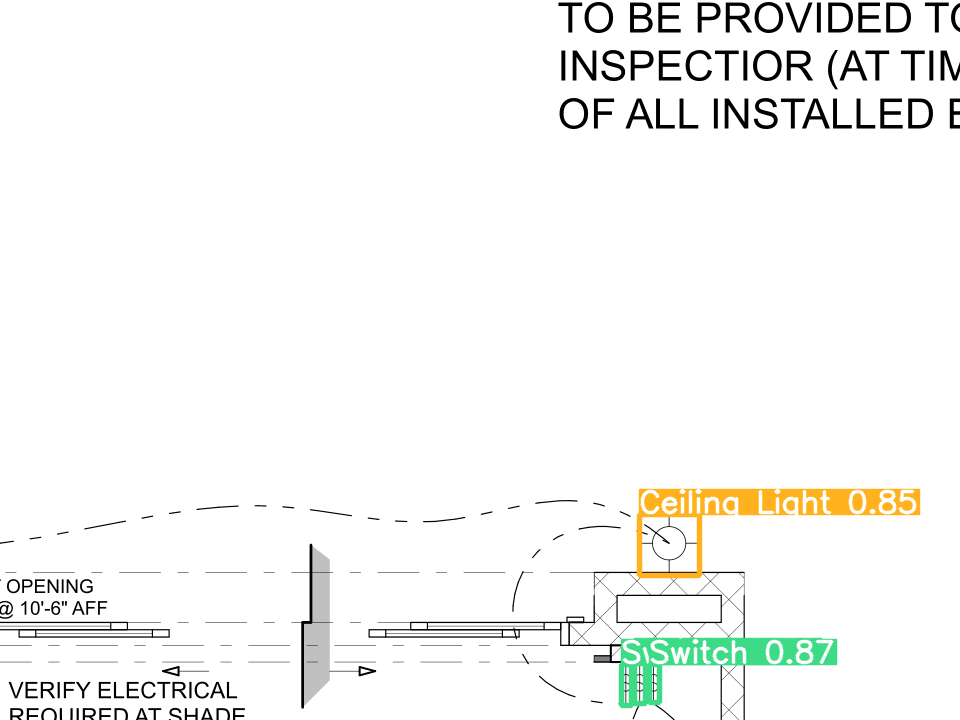 TO BE PROVIDED TO
INSPECTIOR (AT TIM
OF ALL INSTALLED E
Ceiling Light 0.85
OPENING
@ 10'-6" AFF
Switch 0.87
VERIFY ELECTRICAL
REQUIRED AT SHADE